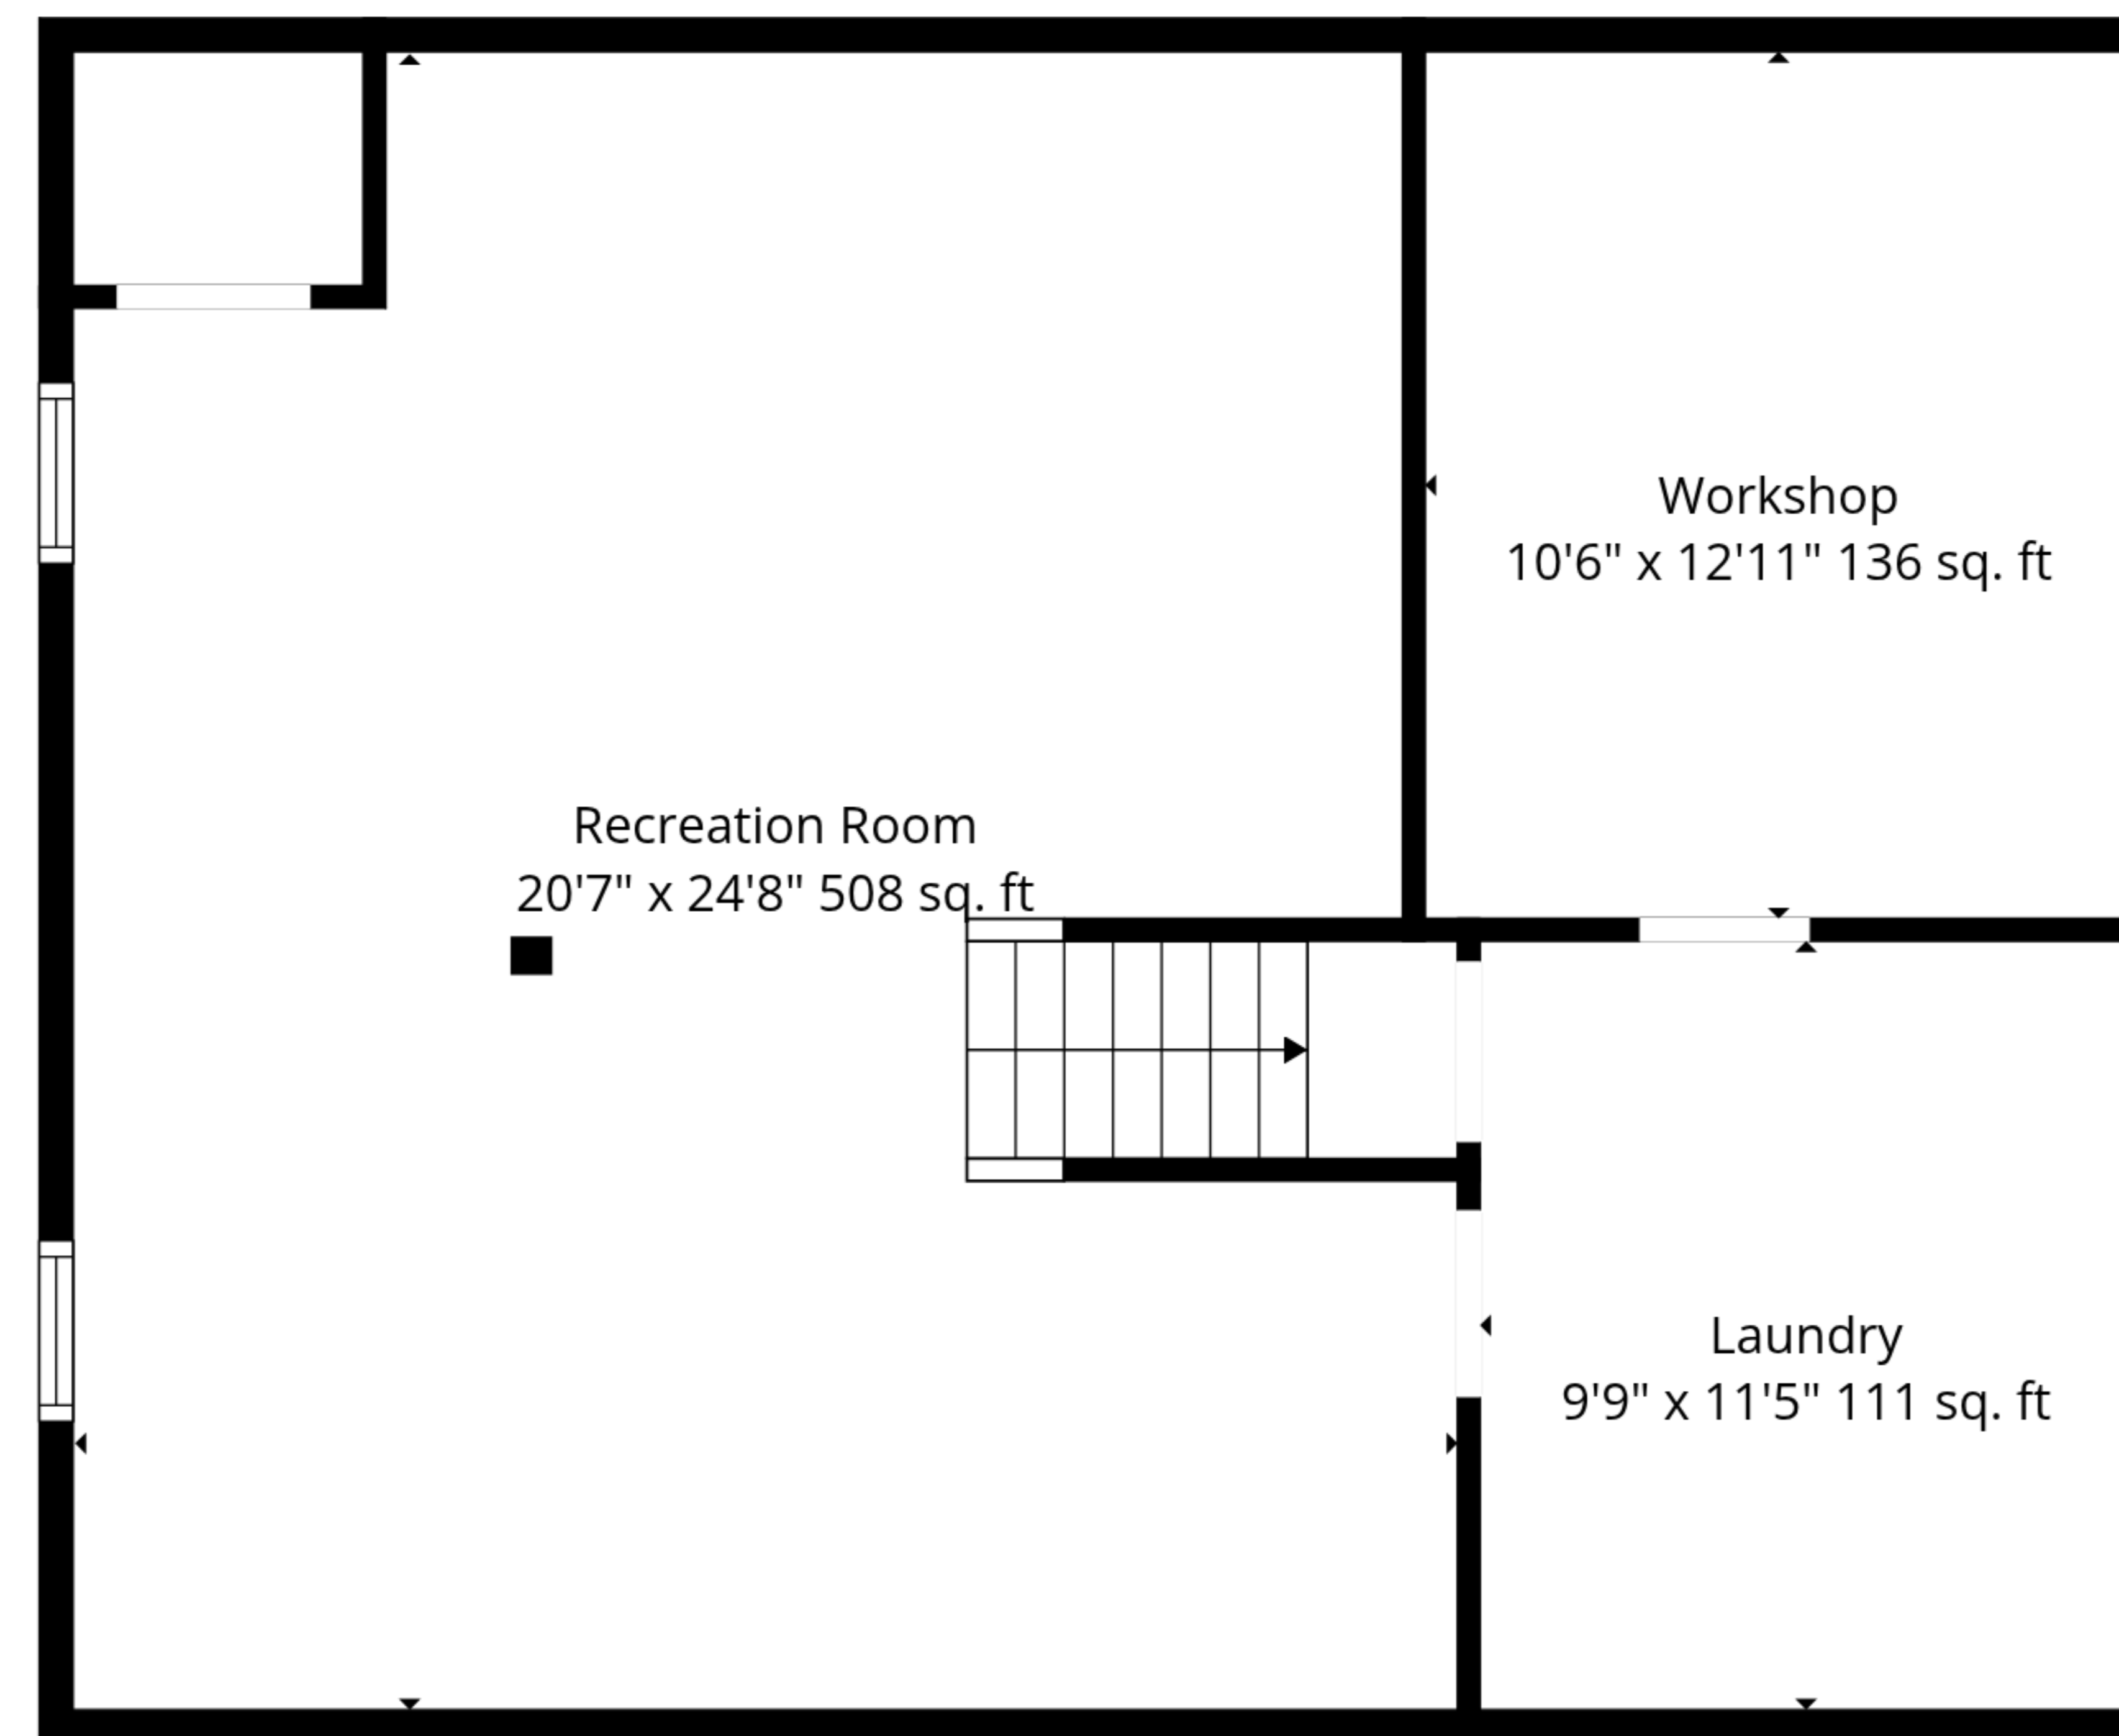 Workshop
10'6" x 12'11" 136 sq. ft
Recreation Room
20'7" x 24'8" 508 sq. ft
Laundry
9'9" x 11'5" 111 sq. ft